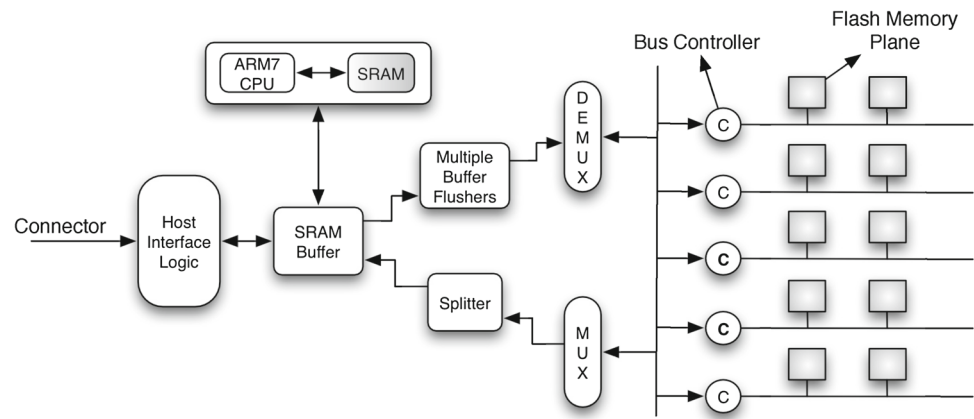 Flash Memory
Plane
Bus Controller
ARM7
CPU
SRAM
D
E
M
U
X
Multiple
Buffer
Flushers
Connector
Host
Interface
Logic
SRAM
Buffer
Splitter
M
U
X
C
C
C
C
C